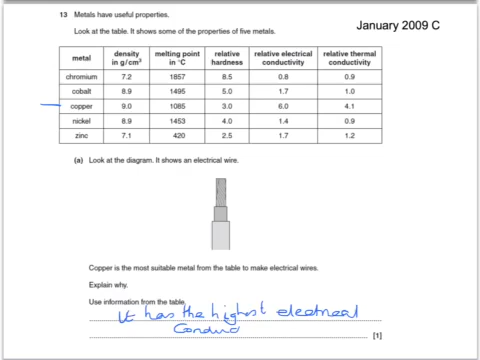 January 2009 C
13 Metals have useful properties.
Look at the table. It shows some of the properties of five metals.
metal density in g/cm³ melting point in °C relative hardness relative electrical conductivity relative thermal conductivity
chromium 7.2 1857 8.5 0.8 0.9
cobalt 8.9 1495 5.0 1.7 1.0
copper 9.0 1085 3.0 6.0 4.1
nickel 8.9 1453 4.0 1.4 0.9
zinc 7.1 420 2.5 1.7 1.2
(a) Look at the diagram. It shows an electrical wire.
Copper is the most suitable metal from the table to make electrical wires.
Explain why.
Use information from the table.
It has the highest electrical
Conduc
[1]